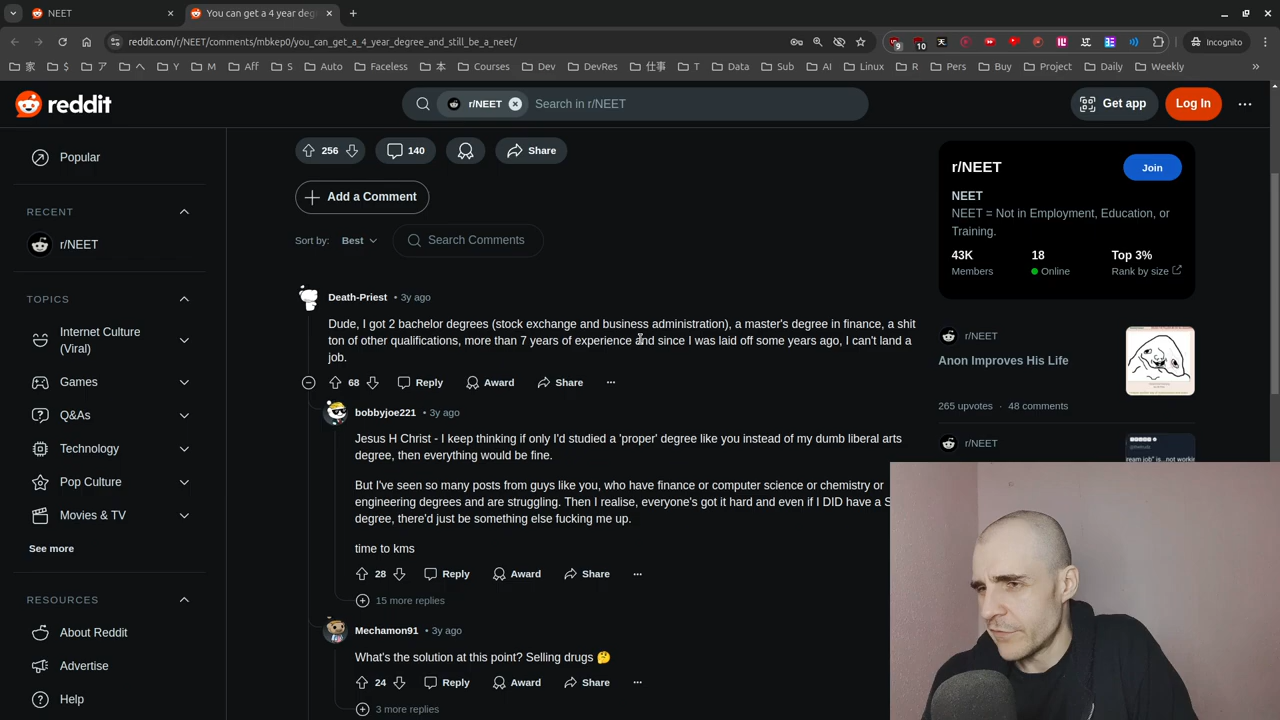 NEET
You can get a 4 year degr
reddit.com/r/NEET/comments/mbkep0/you_can_get_a_4_year_degree_and_still_be_a_neet/
9
10
Incognito
家
$
ア
へ
Y
M
Aff
S
Auto
Faceless
本
Courses
Dev
DevRes
仕事
T
Data
Sub
AI
Linux
R
Pers
Buy
Project
Daily
Weekly
reddit
r/NEET
Search in r/NEET
Get app
Log In
Popular
RECENT
r/NEET
TOPICS
Internet Culture
(Viral)
Games
Q&As
Technology
Pop Culture
Movies & TV
See more
RESOURCES
About Reddit
Advertise
Help
256
140
Share
Add a Comment
Sort by:
Best
Search Comments
Death-Priest • 3y ago
Dude, I got 2 bachelor degrees (stock exchange and business administration), a master's degree in finance, a shit
ton of other qualifications, more than 7 years of experience and since I was laid off some years ago, I can't land a
job.
68
Reply
Award
Share
bobbyjoe221 • 3y ago
Jesus H Christ - I keep thinking if only I'd studied a 'proper' degree like you instead of my dumb liberal arts
degree, then everything would be fine.
But I've seen so many posts from guys like you, who have finance or computer science or chemistry or
engineering degrees and are struggling. Then I realise, everyone's got it hard and even if I DID have a
degree, there'd just be something else fucking me up.
time to kms
28
Reply
Award
Share
15 more replies
Mechamon91 • 3y ago
What's the solution at this point? Selling drugs 🤔
24
Reply
Award
Share
3 more replies
r/NEET
Join
NEET
NEET = Not in Employment, Education, or
Training.
43K
Members
18
Online
Top 3%
Rank by size
r/NEET
Anon Improves His Life
265 upvotes • 48 comments
r/NEET